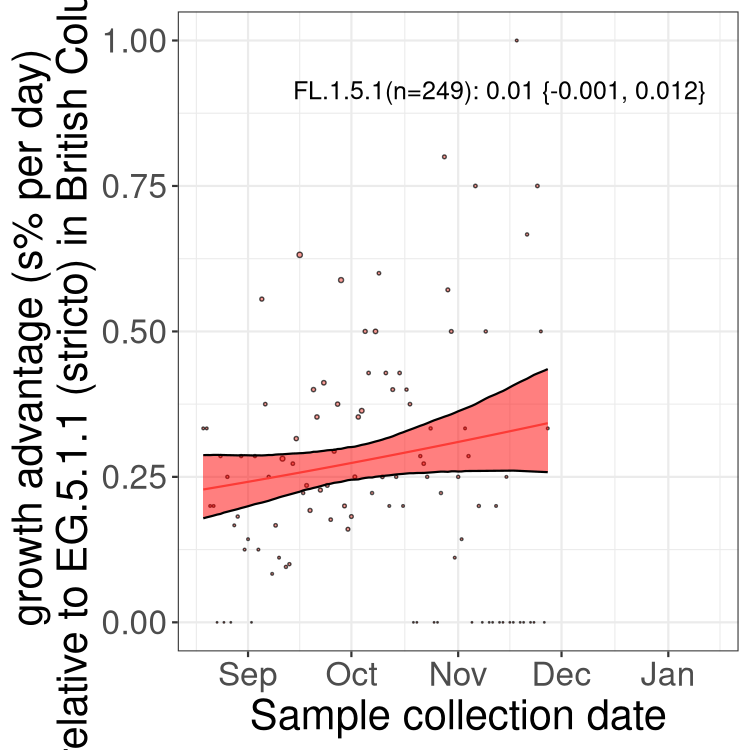 growth advantage (s% per day)
relative to EG.5.1.1 (stricto) in British
1.00
0.75
0.50
0.25
0.00
FL.1.5.1(n=249): 0.01 {-0.001, 0.012}
Sep Oct Nov Dec Jan
Sample collection date